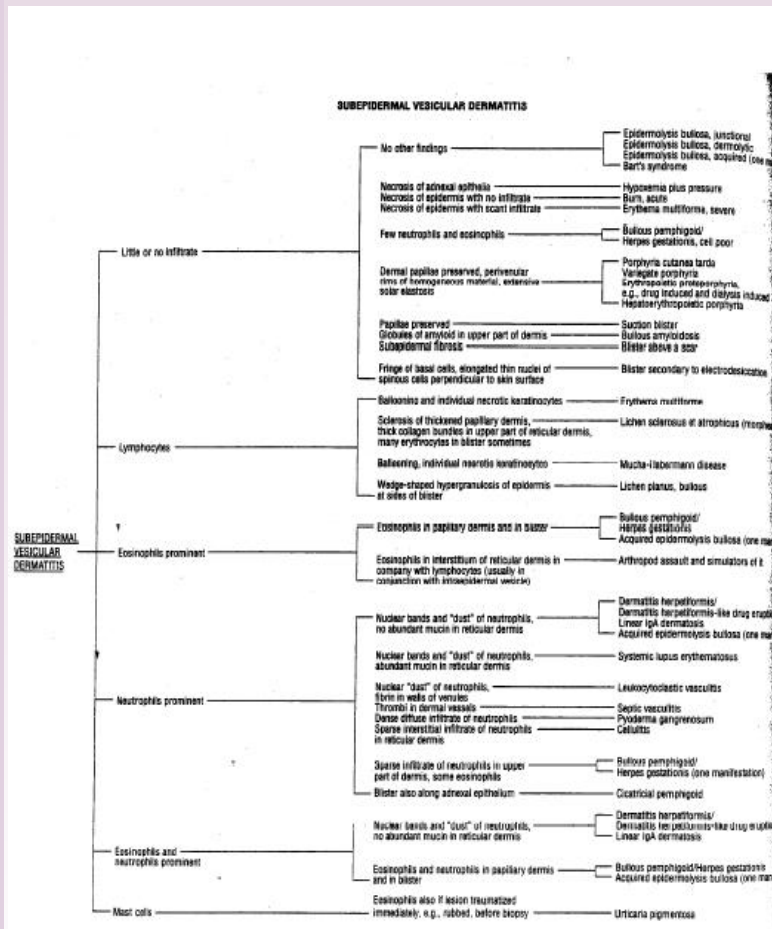 SUBEPIDERMAL VESICULAR DERMATITIS
SUBEPIDERMAL
VESICULAR
DERMATITIS
Little or no infiltrate
No other findings
Epidermolysis bullosa, junctional
Epidermolysis bullosa, dermolytic
Epidermolysis bullosa, acquired (one
Bart's syndrome
Necrosis of adnexal epithelia
Hypoxemia plus pressure
Necrosis of epidermis with no infiltrate
Burn, acute
Necrosis of epidermis with scant infiltrate
Erythema multiforme, severe
Few neutrophils and eosinophils
Bullous pemphigoid/
Herpes gestationis, cell poor
Dermal papillae preserved, perivenular
rims of homogeneous material, extensive
solar elastosis
Porphyria cutanea tarda
Variegate porphyria
Erythropoietic protoporphyria,
e.g., drug induced and dialysis induced
Hepatoerythropoietic porphyria
Papillae preserved
Suction blister
Globules of amyloid in upper part of dermis
Bullous amyloidosis
Subepidermal fibrosis
Blister above a scar
Fringe of basal cells, elongated thin nuclei of
spinous cells perpendicular to skin surface
Blister secondary to electrodesiccation
Lymphocytes
Ballooning and individual necrotic keratinocytes
Erythema multiforme
Sclerosis of thickened papillary dermis,
thick collagen bundles in upper part of reticular dermis,
many erythrocytes in blister sometimes
Lichen sclerosus et atrophicus
Ballooning, individual necrotic keratinocytes
Mucha-Habermann disease
Wedge-shaped hypergranulosis of epidermis
at sides of blister
Lichen planus, bullous
Eosinophils prominent
Eosinophils in papillary dermis and in blister
Bullous pemphigoid/
Herpes gestationis
Acquired epidermolysis bullosa (one
Eosinophils in interstitium of reticular dermis in
company with lymphocytes (usually in
conjunction with intraepidermal vesicle)
Arthropod assault and simulators of it
Neutrophils prominent
Nuclear bands and "dust" of neutrophils,
no abundant mucin in reticular dermis
Dermatitis herpetiformis/
Dermatitis herpetiformis-like drug
Linear IgA dermatosis
Acquired epidermolysis bullosa (one
Nuclear bands and "dust" of neutrophils,
abundant mucin in reticular dermis
Systemic lupus erythematosus
Nuclear "dust" of neutrophils,
fibrin in walls of venules
Leukocytoclastic vasculitis
Thrombi in dermal vessels
Septic vasculitis
Dense diffuse infiltrate of neutrophils
Pyoderma gangrenosum
Sparse interstitial infiltrate of neutrophils
in reticular dermis
Cellulitis
Sparse infiltrate of neutrophils in upper
part of dermis, some eosinophils
Bullous pemphigoid/
Herpes gestationis (one manifestation)
Blister also along adnexal epithelium
Cicatricial pemphigoid
Eosinophils and
neutrophils prominent
Nuclear bands and "dust" of neutrophils,
no abundant mucin in reticular dermis
Dermatitis herpetiformis/
Dermatitis herpetiformis-like drug
Linear IgA dermatosis
Eosinophils and neutrophils in papillary dermis
and in blister
Bullous pemphigoid/Herpes gestationis
Acquired epidermolysis bullosa (one
Mast cells
Eosinophils also if lesion traumatized
immediately, e.g., rubbed, before biopsy
Urticaria pigmentosa